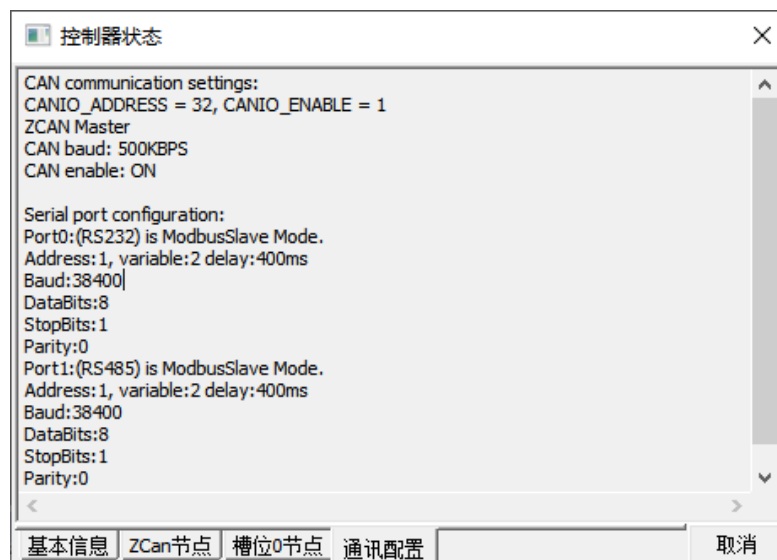 控制器状态
CAN communication settings:
CANIO_ADDRESS = 32, CANIO_ENABLE = 1
ZCAN Master
CAN baud: 500KBPS
CAN enable: ON
Serial port configuration:
Port0:(RS232) is ModbusSlave Mode.
Address:1, variable:2 delay:400ms
Baud:38400
DataBits:8
StopBits:1
Parity:0
Port1:(RS485) is ModbusSlave Mode.
Address:1, variable:2 delay:400ms
Baud:38400
DataBits:8
StopBits:1
Parity:0
基本信息 ZCan节点 槽位0节点 通讯配置 取消